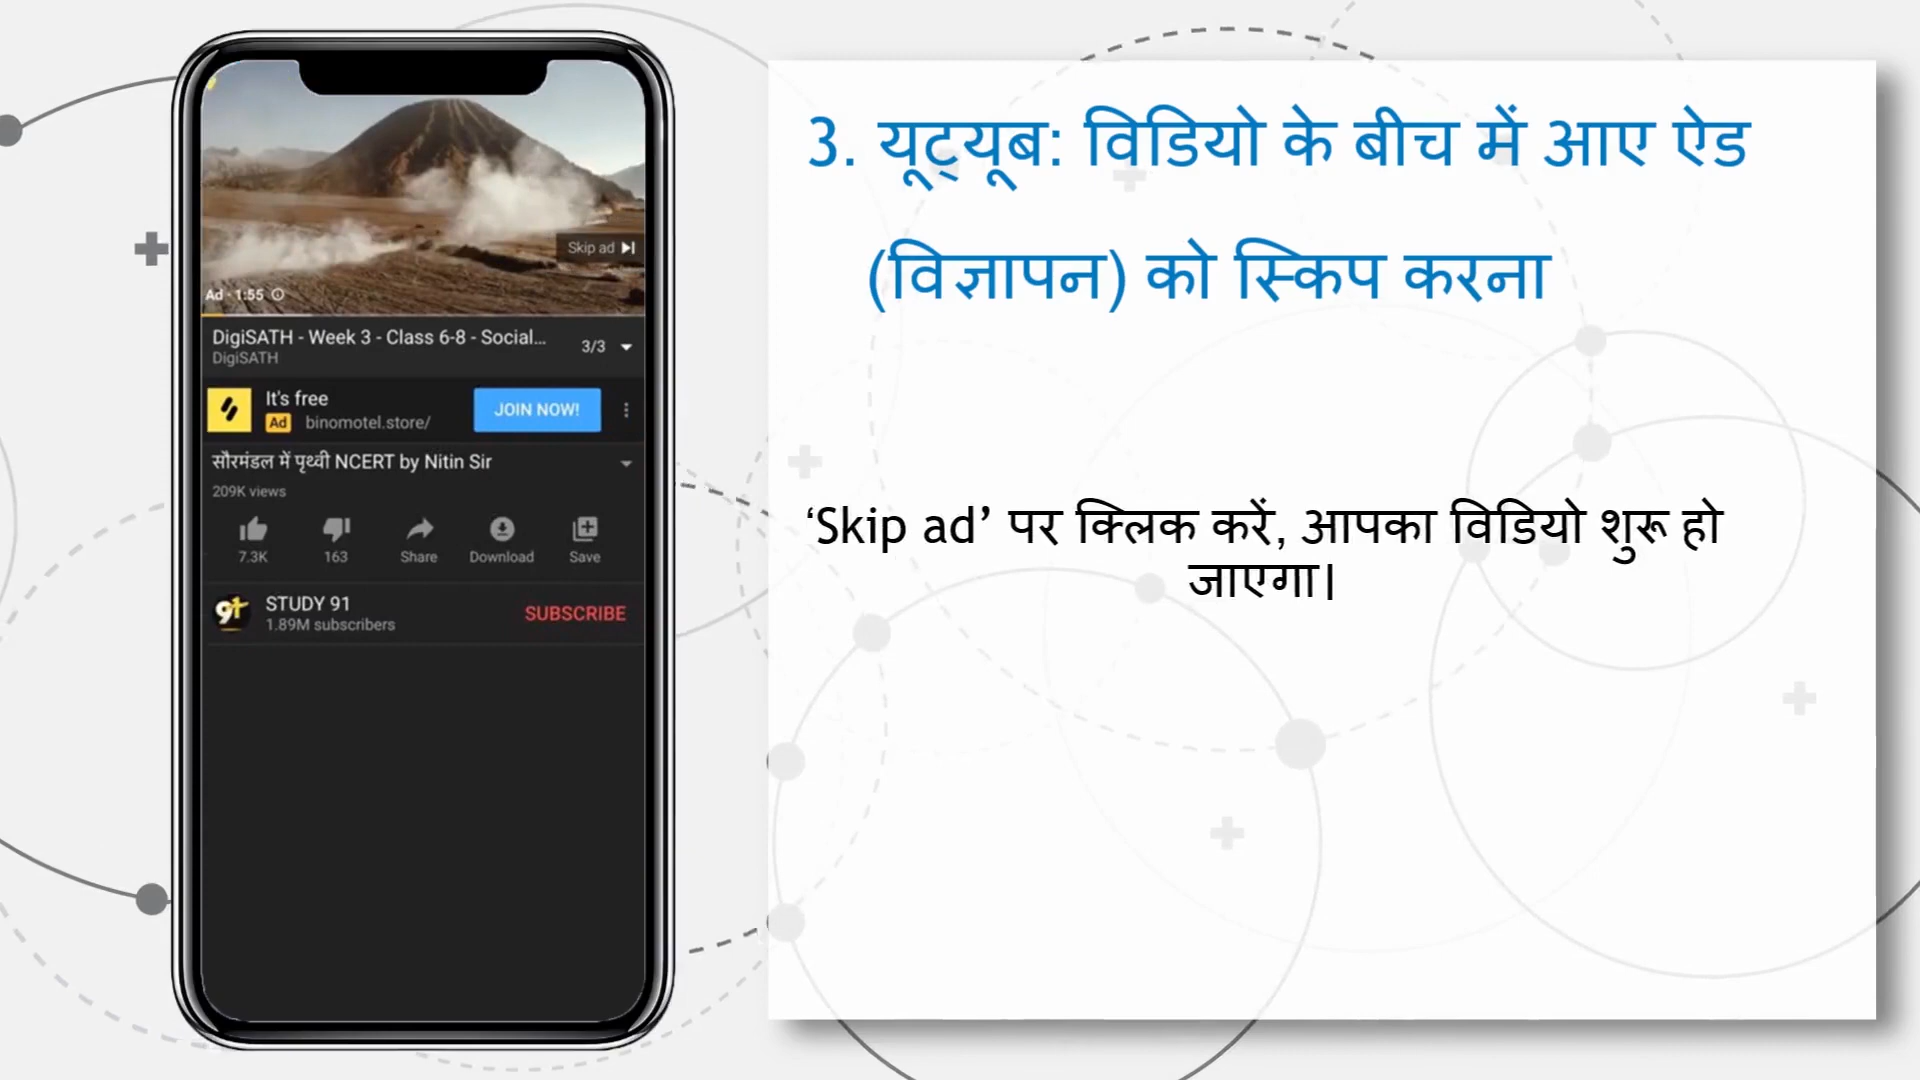 Skip ad
Ad · 1:55
DigiSATH - Week 3 - Class 6-8 - Social...
3/3
DigiSATH
It's free
Ad binomotel.store/
JOIN NOW!
सौरमंडल में पृथ्वी NCERT by Nitin Sir
209K views
7.3K 163 Share Download Save
91
STUDY 91
1.89M subscribers
SUBSCRIBE
3. यूट्यूब: विडियो के बीच में आए ऐड
(विज्ञापन) को स्किप करना
‘Skip ad’ पर क्लिक करें, आपका विडियो शुरू हो
जाएगा।